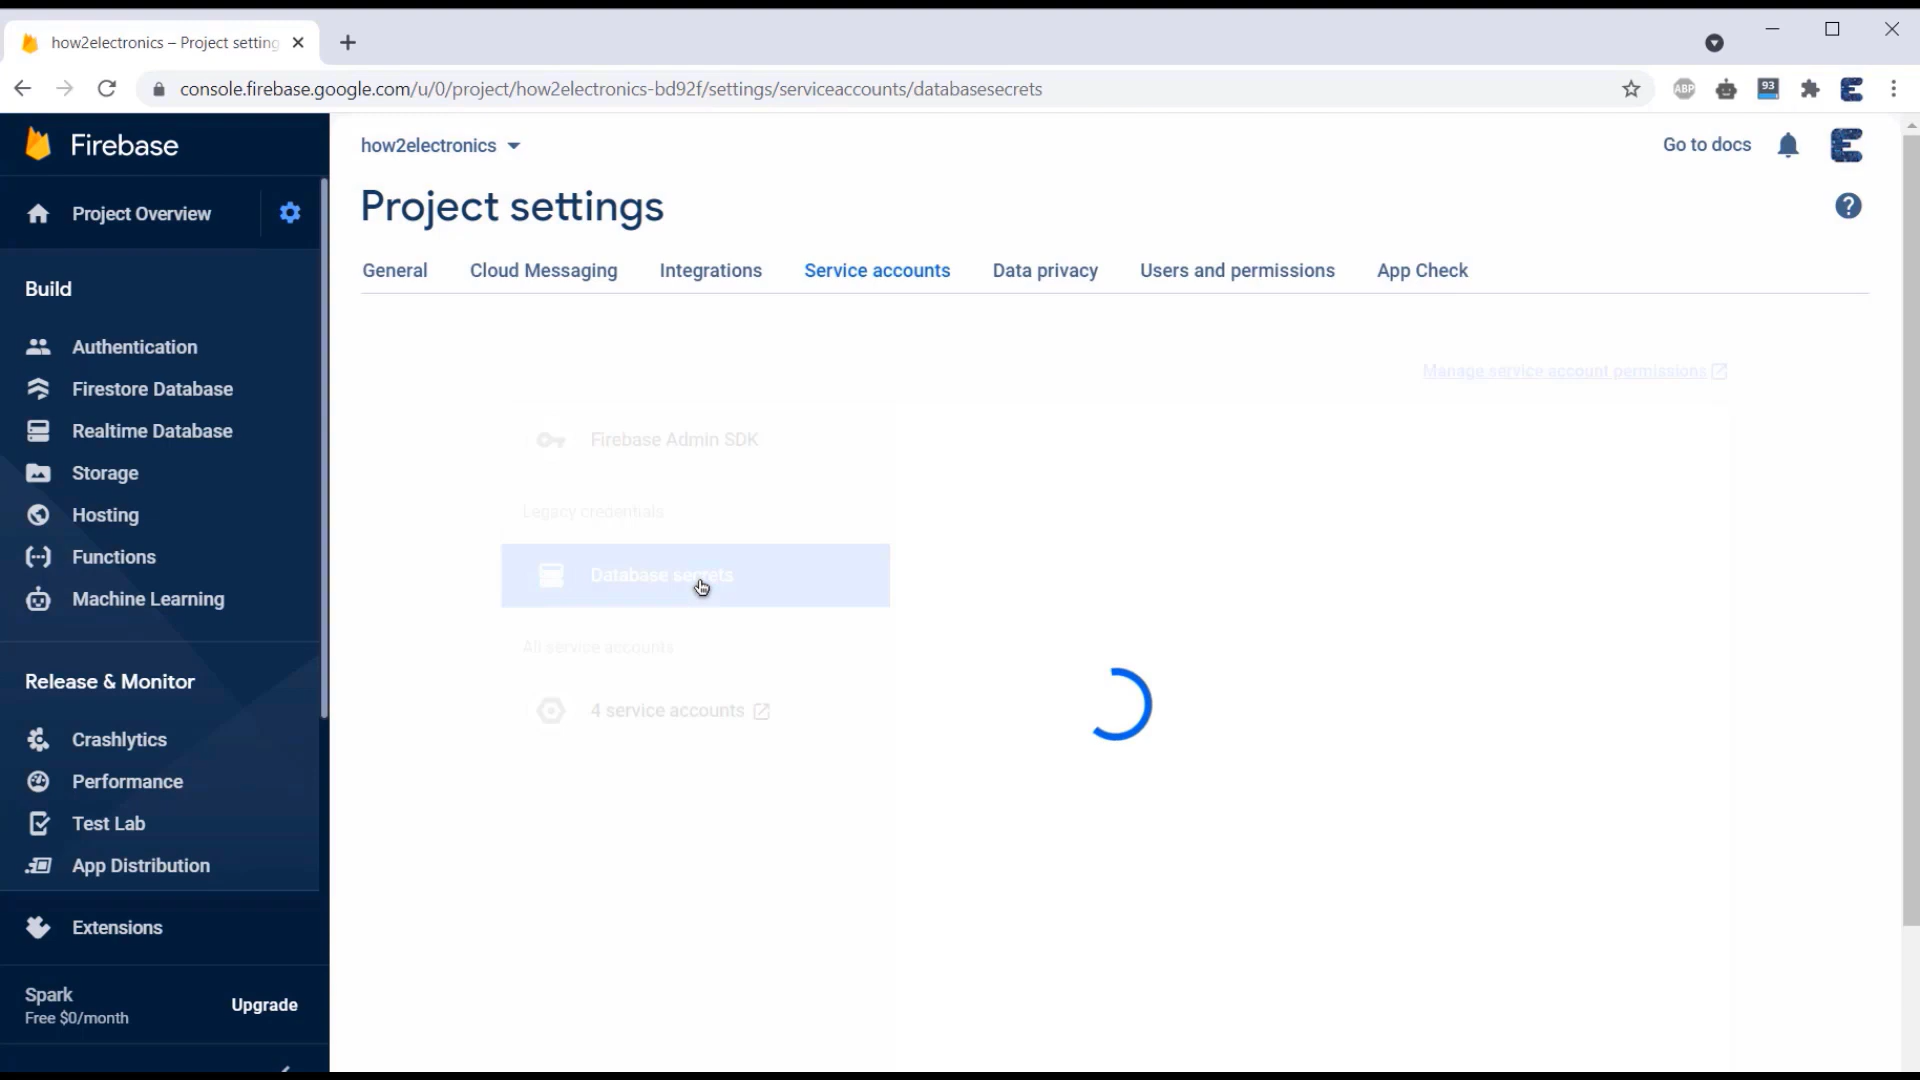 how2electronics – Project setting
console.firebase.google.com/u/0/project/how2electronics-bd92f/settings/serviceaccounts/databasesecrets
ABP
93
Firebase
how2electronics
Go to docs
Project Overview
Project settings
?
General
Cloud Messaging
Integrations
Service accounts
Data privacy
Users and permissions
App Check
Build
Authentication
Firestore Database
Realtime Database
Storage
Hosting
Functions
Machine Learning
Manage service account permissions
Firebase Admin SDK
Legacy credentials
Database secrets
All service accounts
4 service accounts
Release & Monitor
Crashlytics
Performance
Test Lab
App Distribution
Extensions
Spark
Free $0/month
Upgrade